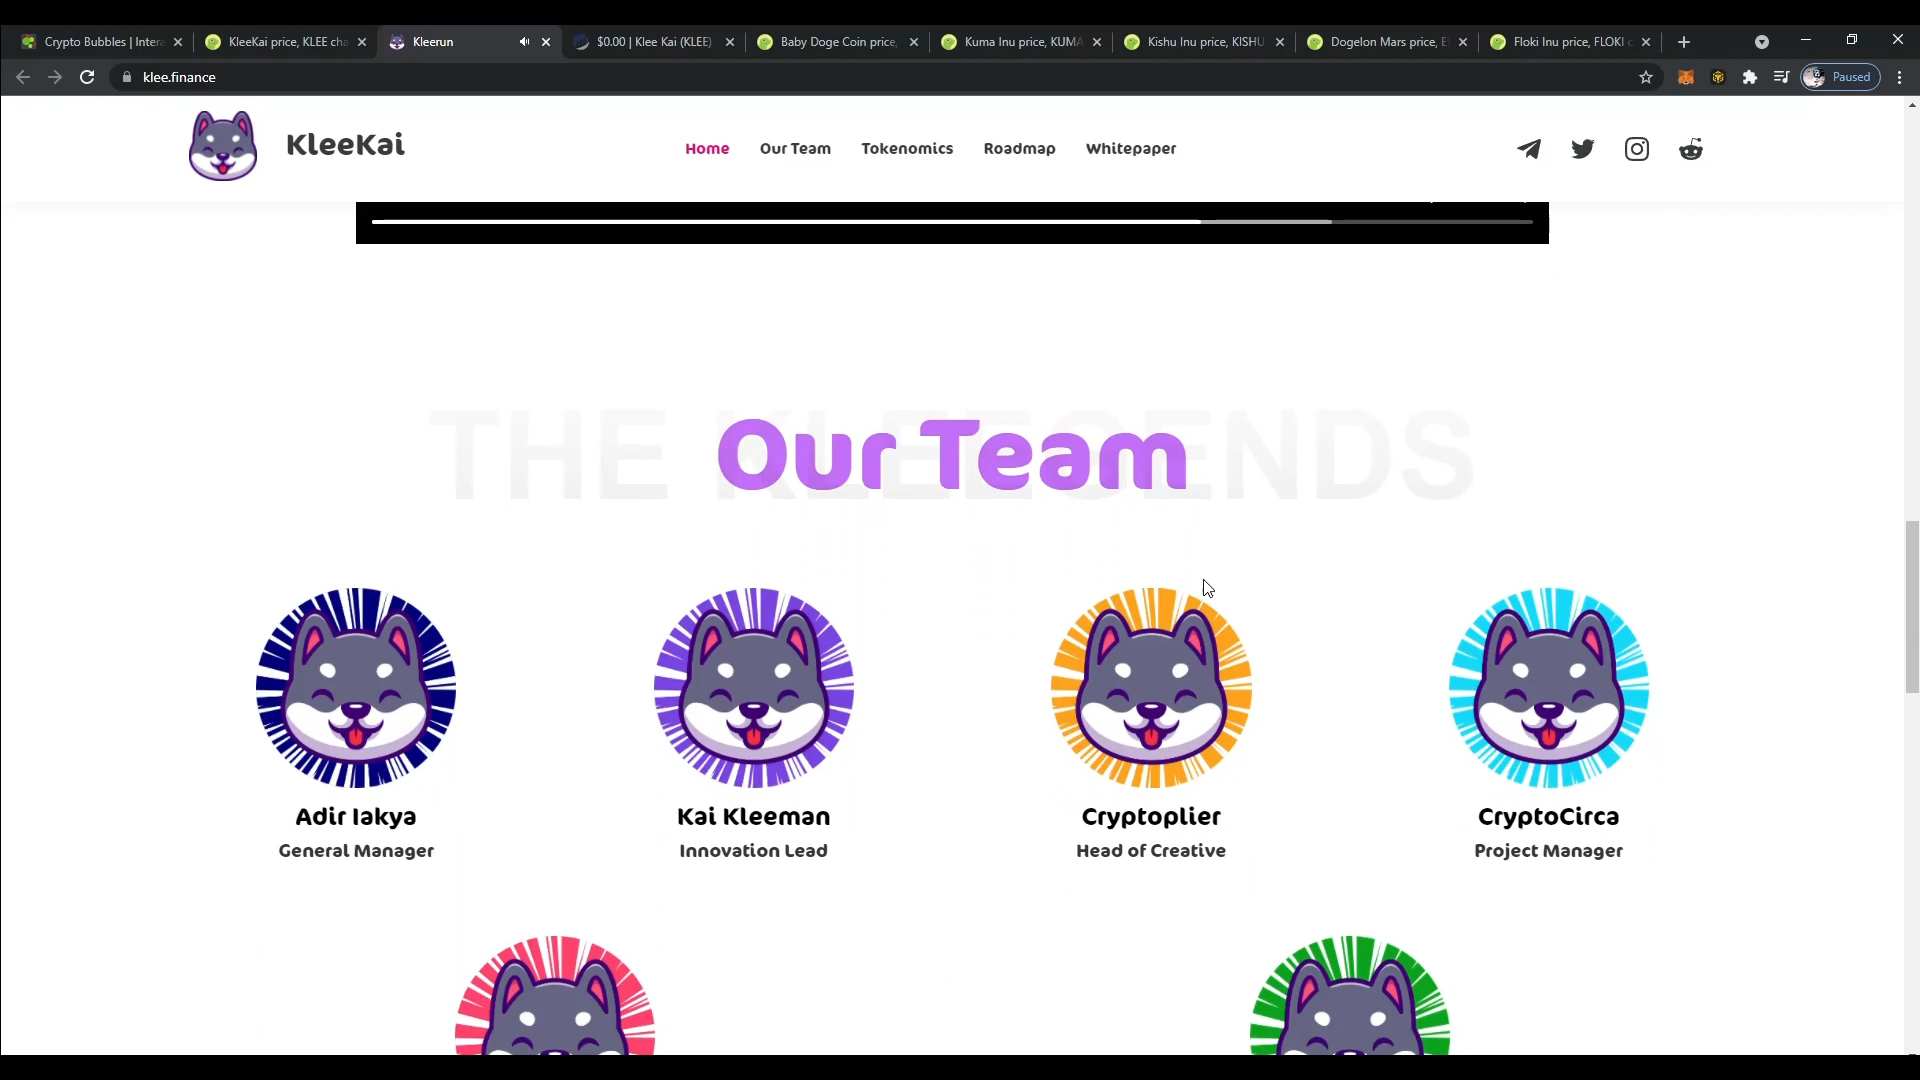 Crypto Bubbles | Intera
KleeKai price, KLEE cha
Kleerun
$0.00 | Klee Kai (KLEE)
Baby Doge Coin price,
Kuma Inu price, KUMA
Kishu Inu price, KISHU
Dogelon Mars price, E
Floki Inu price, FLOKI c
klee.finance
Paused
KleeKai
Home
Our Team
Tokenomics
Roadmap
Whitepaper
THE KLEEGENDS
Our Team
Adir Iakya
Kai Kleeman
Cryptoplier
CryptoCirca
General Manager
Innovation Lead
Head of Creative
Project Manager